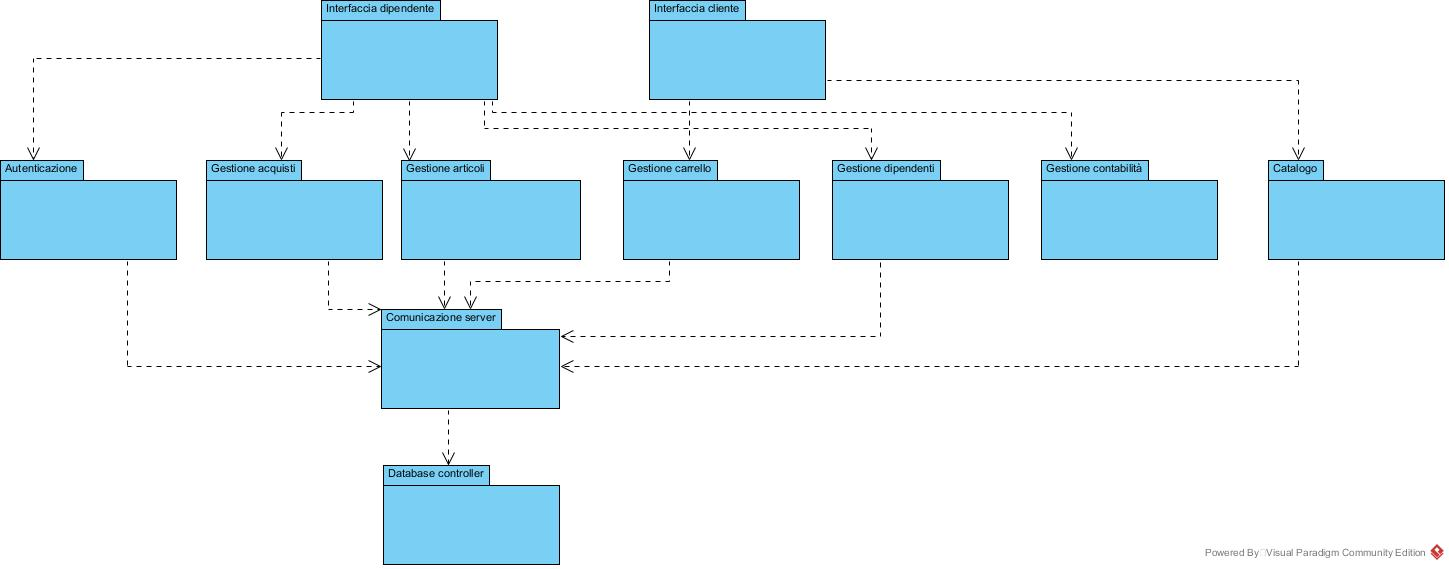 Interfaccia dipendente
Interfaccia cliente
Autenticazione
Gestione acquisti
Gestione articoli
Gestione carrello
Gestione dipendenti
Gestione contabilità
Catalogo
Comunicazione server
Database controller
Powered By Visual Paradigm Community Edition